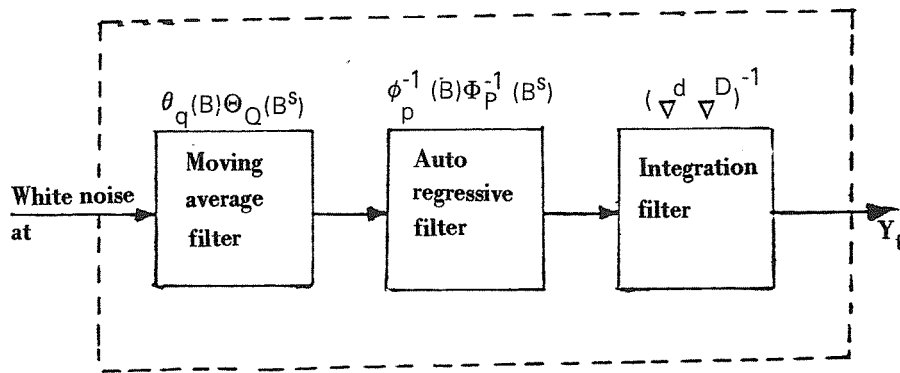 θq(B)ΘQ(B^s)
ϕp^-1 (B)ΦP^-1 (B^s)
(∇^d ∇^D)^-1
Moving
average
filter
Auto
regressive
filter
Integration
filter
White noise
at
Yt